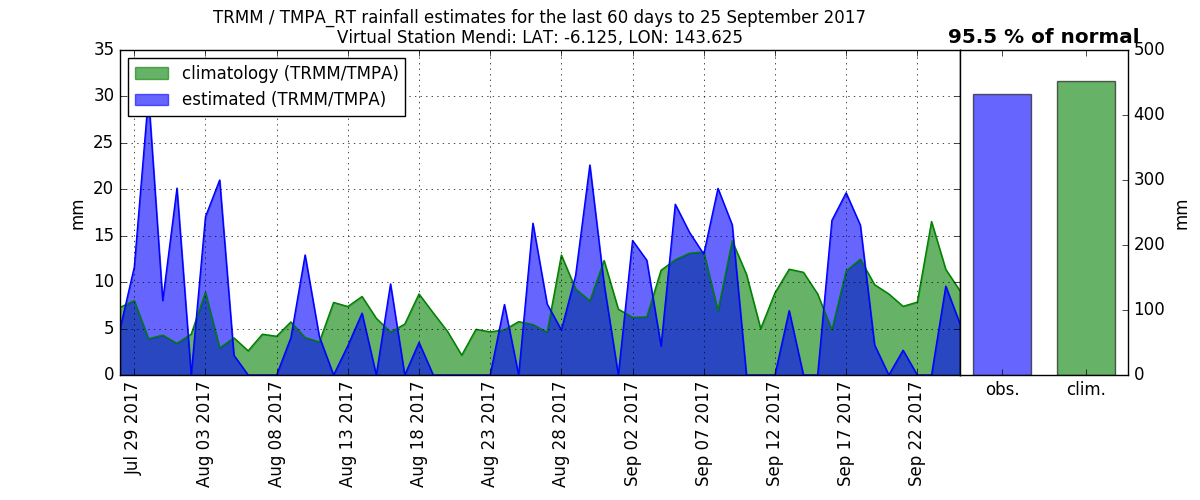 TRMM / TMPA_RT rainfall estimates for the last 60 days to 25 September 2017
Virtual Station Mendi: LAT: -6.125, LON: 143.625
95.5 % of normal
climatology (TRMM/TMPA)
estimated (TRMM/TMPA)
35
30
25
20
15
10
5
0
mm
Jul 29 2017
Aug 03 2017
Aug 08 2017
Aug 13 2017
Aug 18 2017
Aug 23 2017
Aug 28 2017
Sep 02 2017
Sep 07 2017
Sep 12 2017
Sep 17 2017
Sep 22 2017
obs.
clim.
500
400
300
200
100
0
mm